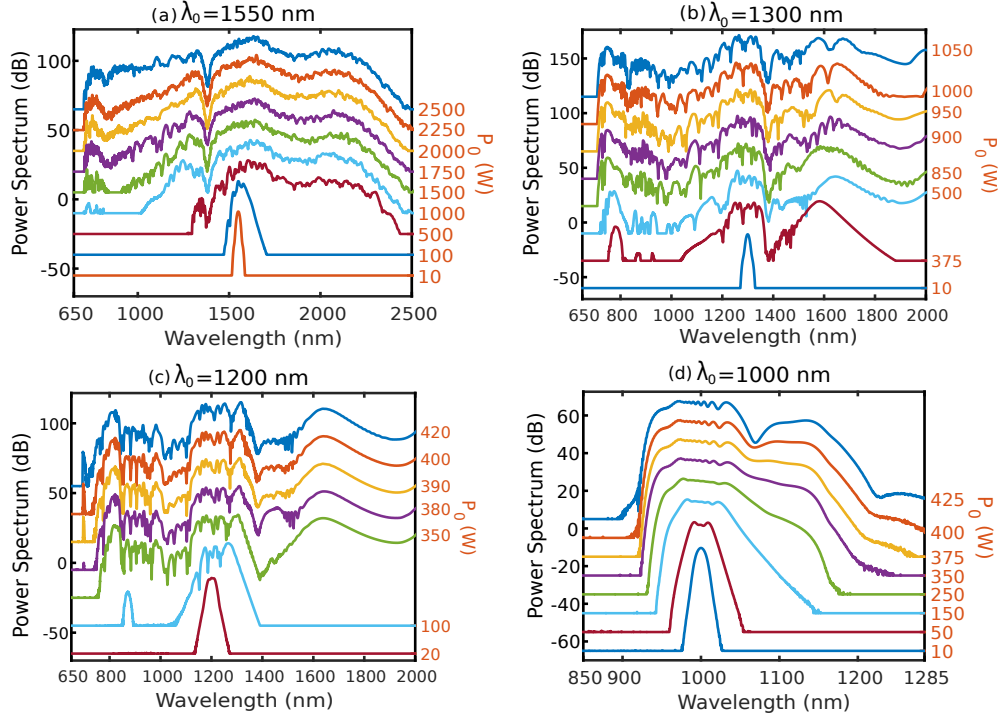 (a) λ0=1550 nm
Power Spectrum (dB)
100
50
0
-50
650 1000 1500 2000 2500
Wavelength (nm)
2500
2250
2000
1750
1500
1000
500
100
10
P0 (W)
(b) λ0=1300 nm
Power Spectrum (dB)
150
100
50
0
-50
650 800 1000 1200 1400 1600 1800 2000
Wavelength (nm)
1050
1000
950
900
850
500
375
10
P0 (W)
(c) λ0=1200 nm
Power Spectrum (dB)
100
50
0
-50
650 800 1000 1200 1400 1600 1800 2000
Wavelength (nm)
420
400
390
380
350
100
20
P0 (W)
(d) λ0=1000 nm
Power Spectrum (dB)
60
40
20
0
-20
-40
-60
850 900 1000 1100 1200 1285
Wavelength (nm)
425
400
375
350
250
150
50
10
P0 (W)